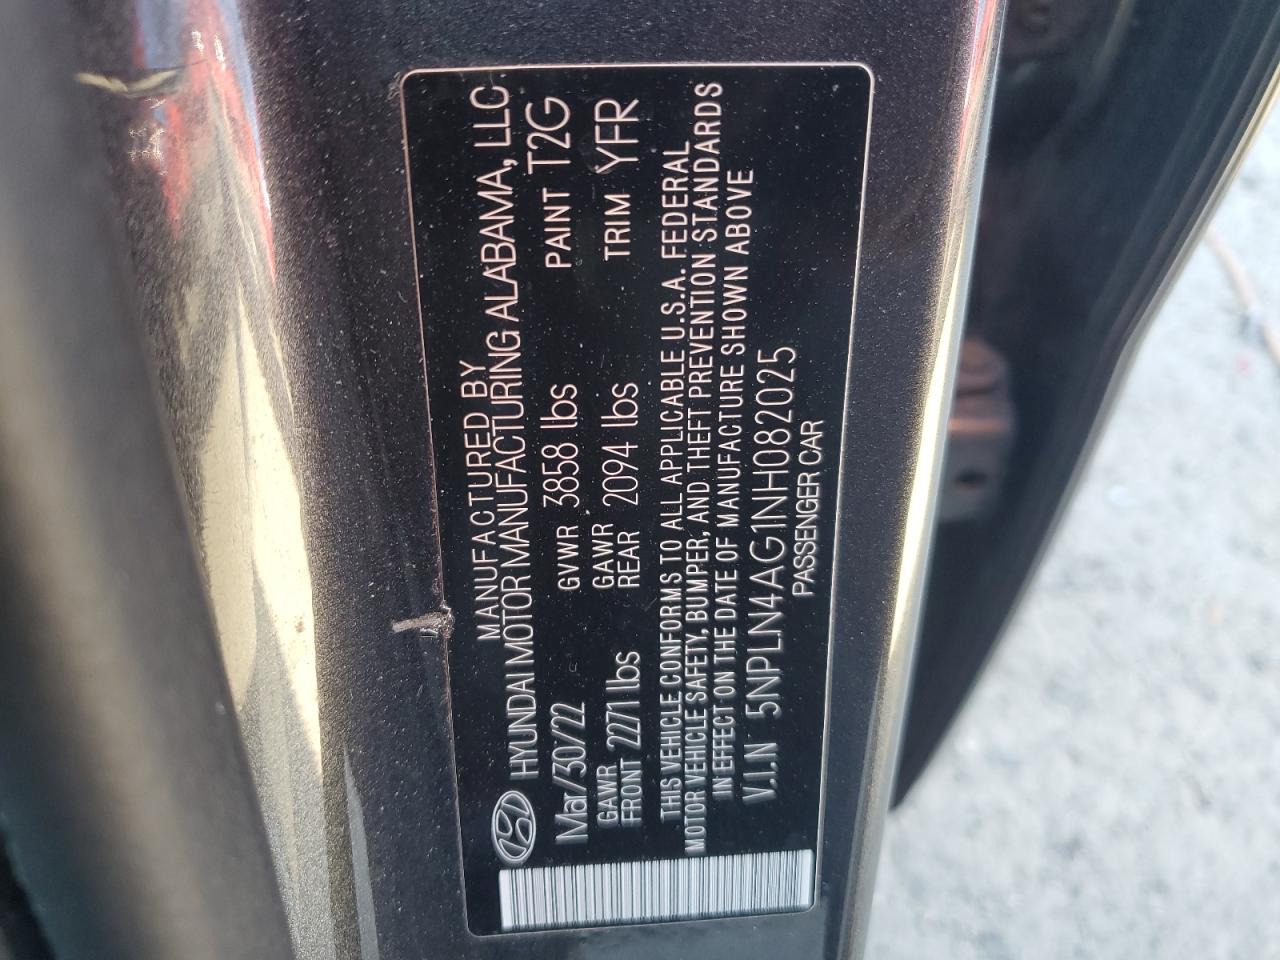 MANUFACTURED BY
HYUNDAI MOTOR MANUFACTURING ALABAMA, LLC
Mar/30/22 GVWR 3858 lbs PAINT T2G
GAWR FRONT 2271 lbs GAWR REAR 2094 lbs TRIM YFR
THIS VEHICLE CONFORMS TO ALL APPLICABLE U.S.A. FEDERAL
MOTOR VEHICLE SAFETY, BUMPER, AND THEFT PREVENTION STANDARDS
IN EFFECT ON THE DATE OF MANUFACTURE SHOWN ABOVE
V.I.N 5NPLN4AG1NH082025
PASSENGER CAR